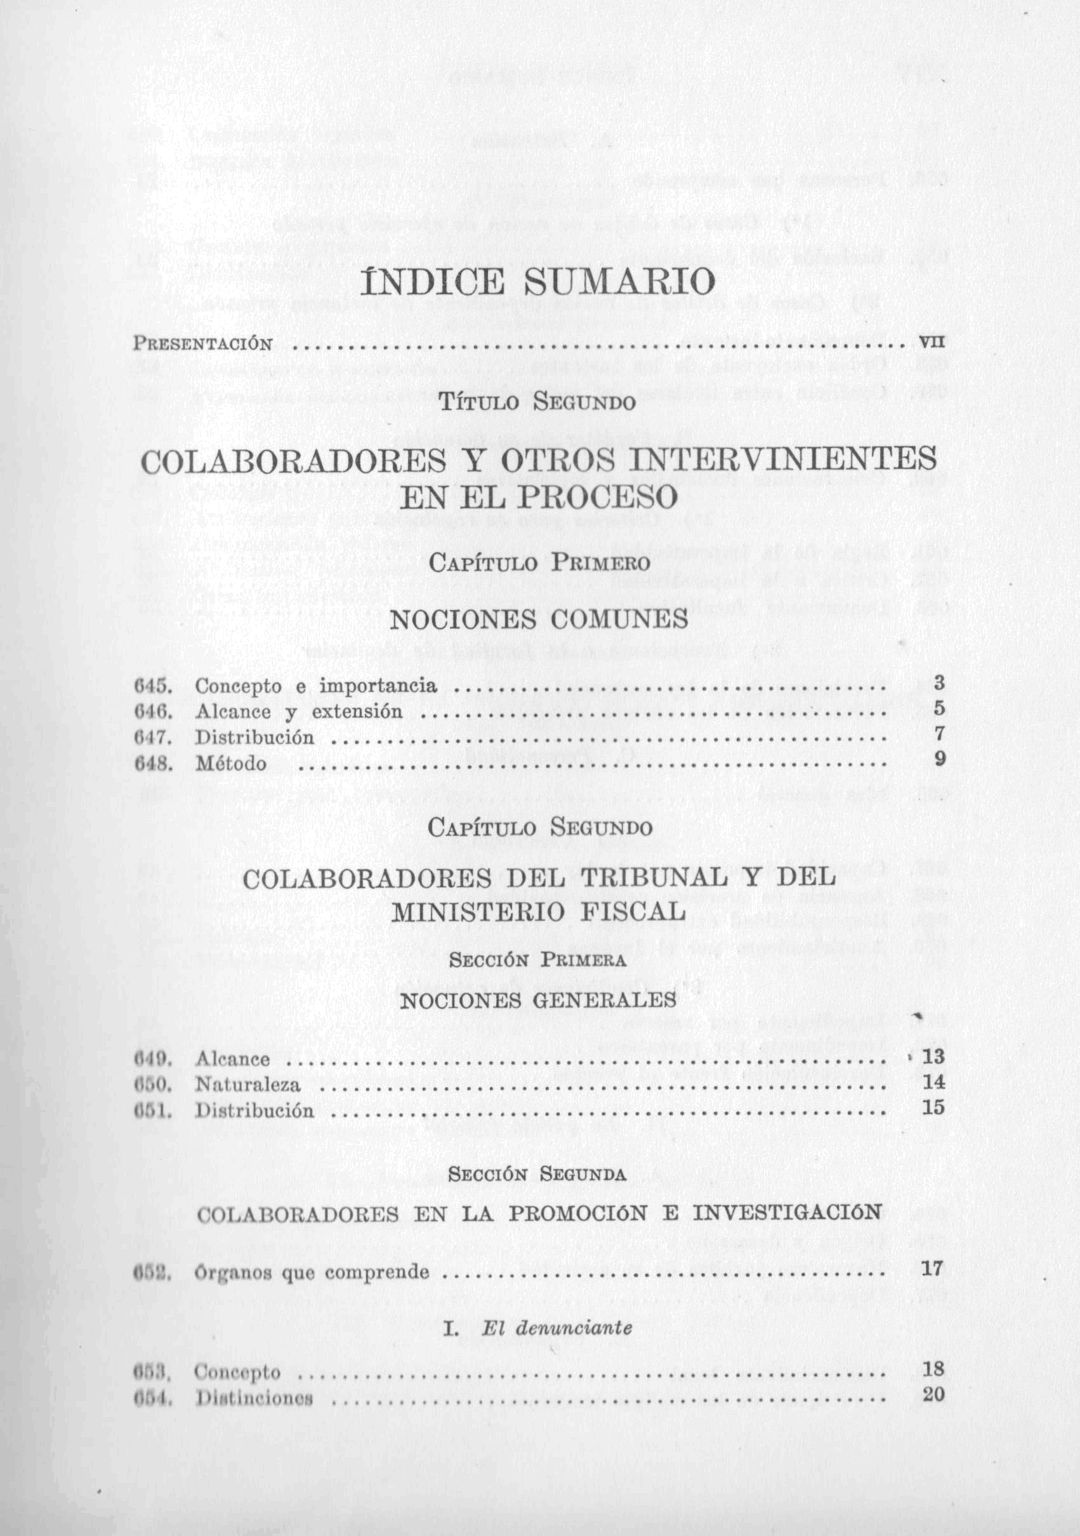 ÍNDICE SUMARIO
PRESENTACIÓN ........................................................ VII
TÍTULO SEGUNDO
COLABORADORES Y OTROS INTERVINIENTES
EN EL PROCESO
CAPÍTULO PRIMERO
NOCIONES COMUNES
645. Concepto e importancia ....................................... 3
646. Alcance y extensión .......................................... 5
647. Distribución .................................................. 7
648. Método ..................................................... 9
CAPÍTULO SEGUNDO
COLABORADORES DEL TRIBUNAL Y DEL
MINISTERIO FISCAL
SECCIÓN PRIMERA
NOCIONES GENERALES
649. Alcance ...................................................... 13
650. Naturaleza ................................................... 14
651. Distribución .................................................. 15
SECCIÓN SEGUNDA
COLABORADORES EN LA PROMOCIÓN E INVESTIGACIÓN
652. Órganos que comprende ........................................ 17
I. El denunciante
653. Concepto ..................................................... 18
654. Distinciones .................................................. 20